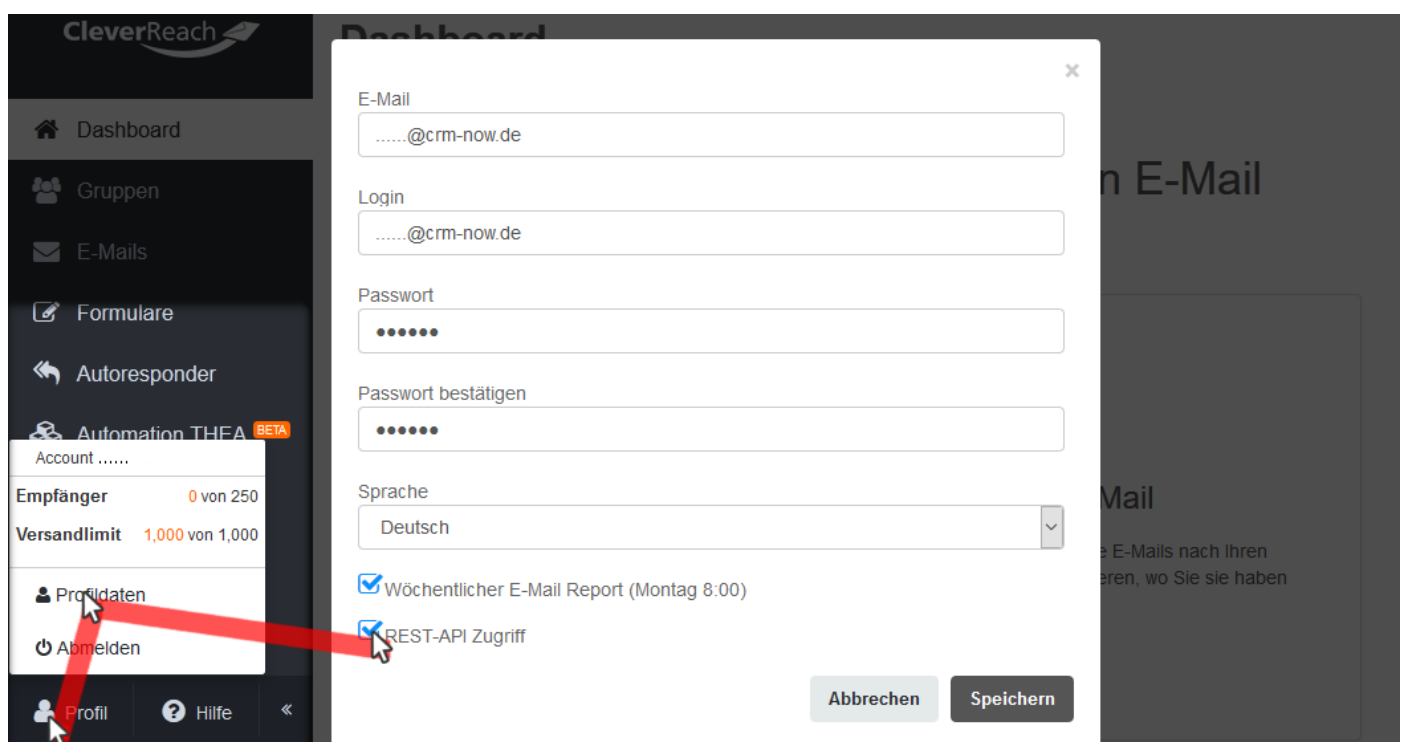 CleverReach
Dashboard
Gruppen
E-Mails
Formulare
Autoresponder
Automation THEA BETA
Account ......
Empfänger 0 von 250
Versandlimit 1,000 von 1,000
Profildaten
Abmelden
Profil Hilfe «
Dashboard
×
E-Mail
......@crm-now.de
Login
......@crm-now.de
Passwort
••••••
Passwort bestätigen
••••••
Sprache
Deutsch
Wöchentlicher E-Mail Report (Montag 8:00)
REST-API Zugriff
Abbrechen Speichern
n E-Mail
Mail
E-Mails nach Ihren
eren, wo Sie sie haben